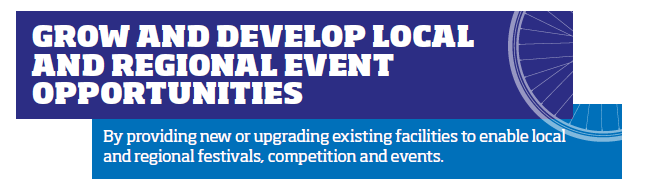 GROW AND DEVELOP LOCAL
AND REGIONAL EVENT
OPPORTUNITIES
By providing new or upgrading existing facilities to enable local
and regional festivals, competition and events.